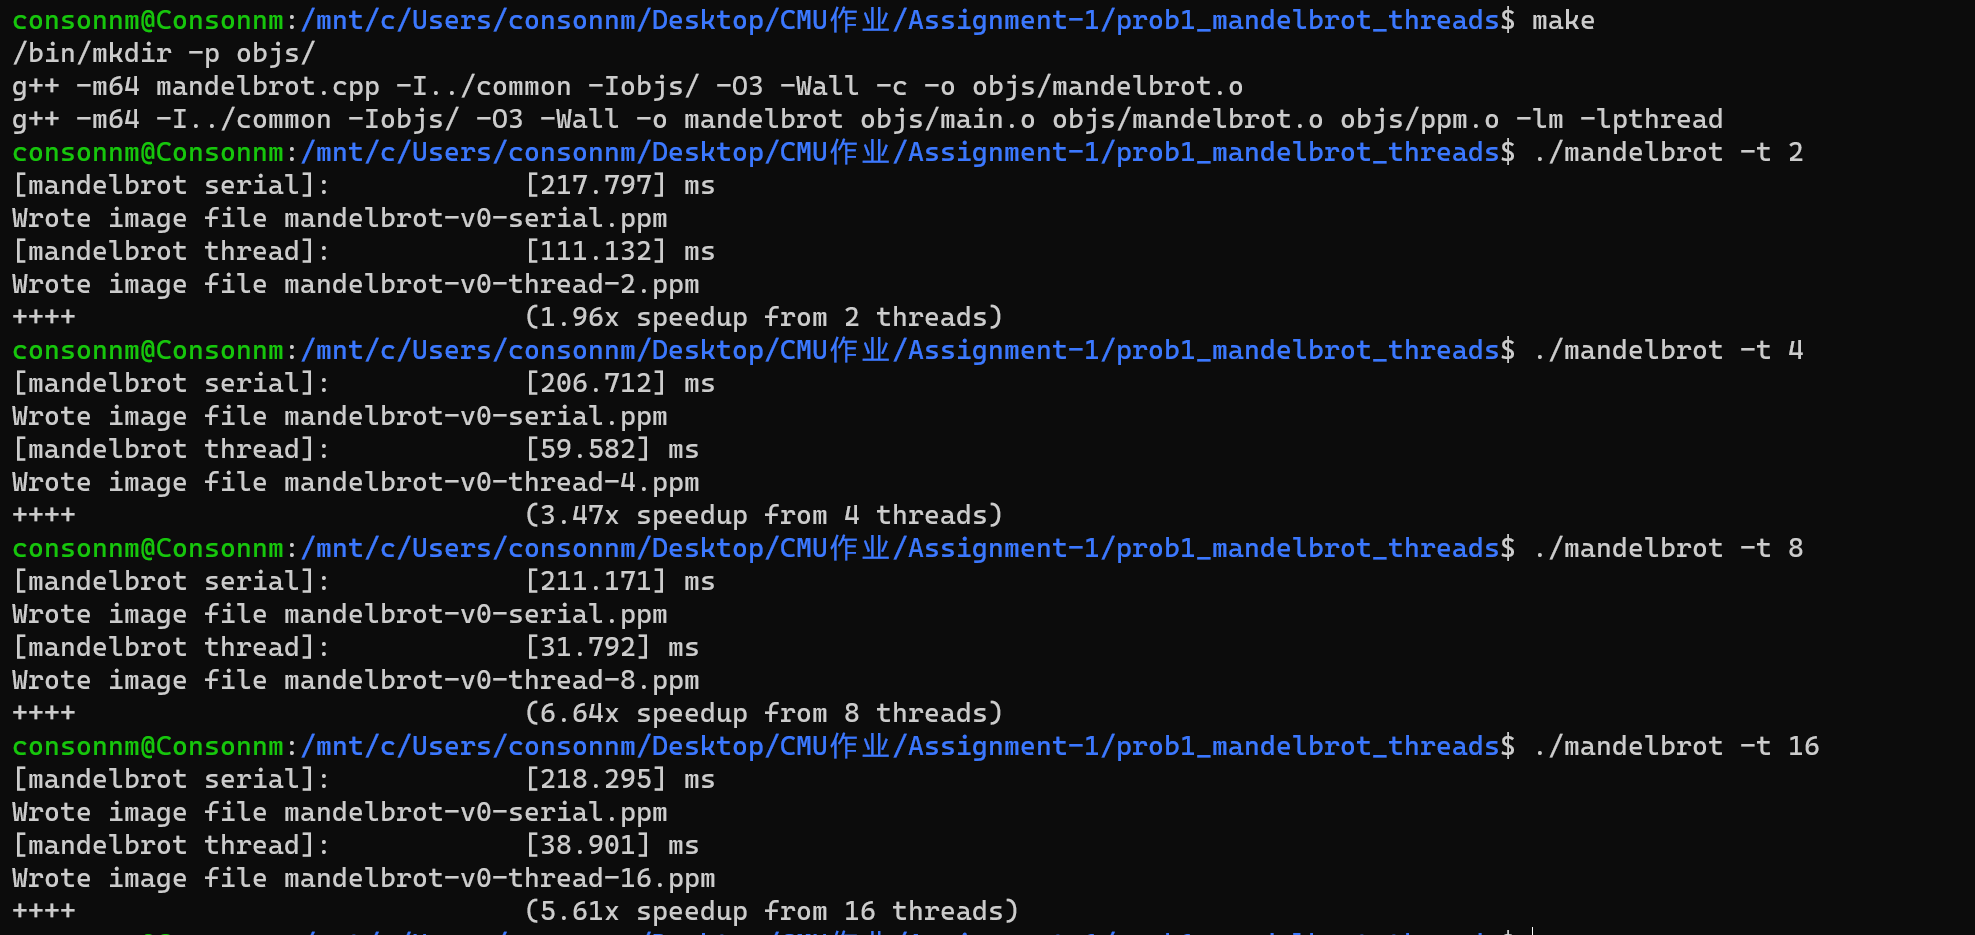 consonnm@Consonnm:/mnt/c/Users/consonnm/Desktop/CMU作业/Assignment-1/prob1_mandelbrot_threads$ make
/bin/mkdir -p objs/
g++ -m64 mandelbrot.cpp -I../common -Iobjs/ -O3 -Wall -c -o objs/mandelbrot.o
g++ -m64 -I../common -Iobjs/ -O3 -Wall -o mandelbrot objs/main.o objs/mandelbrot.o objs/ppm.o -lm -lpthread
consonnm@Consonnm:/mnt/c/Users/consonnm/Desktop/CMU作业/Assignment-1/prob1_mandelbrot_threads$ ./mandelbrot -t 2
[mandelbrot serial]:            [217.797] ms
Wrote image file mandelbrot-v0-serial.ppm
[mandelbrot thread]:            [111.132] ms
Wrote image file mandelbrot-v0-thread-2.ppm
++++                            (1.96x speedup from 2 threads)
consonnm@Consonnm:/mnt/c/Users/consonnm/Desktop/CMU作业/Assignment-1/prob1_mandelbrot_threads$ ./mandelbrot -t 4
[mandelbrot serial]:            [206.712] ms
Wrote image file mandelbrot-v0-serial.ppm
[mandelbrot thread]:            [59.582] ms
Wrote image file mandelbrot-v0-thread-4.ppm
++++                            (3.47x speedup from 4 threads)
consonnm@Consonnm:/mnt/c/Users/consonnm/Desktop/CMU作业/Assignment-1/prob1_mandelbrot_threads$ ./mandelbrot -t 8
[mandelbrot serial]:            [211.171] ms
Wrote image file mandelbrot-v0-serial.ppm
[mandelbrot thread]:            [31.792] ms
Wrote image file mandelbrot-v0-thread-8.ppm
++++                            (6.64x speedup from 8 threads)
consonnm@Consonnm:/mnt/c/Users/consonnm/Desktop/CMU作业/Assignment-1/prob1_mandelbrot_threads$ ./mandelbrot -t 16
[mandelbrot serial]:            [218.295] ms
Wrote image file mandelbrot-v0-serial.ppm
[mandelbrot thread]:            [38.901] ms
Wrote image file mandelbrot-v0-thread-16.ppm
++++                            (5.61x speedup from 16 threads)